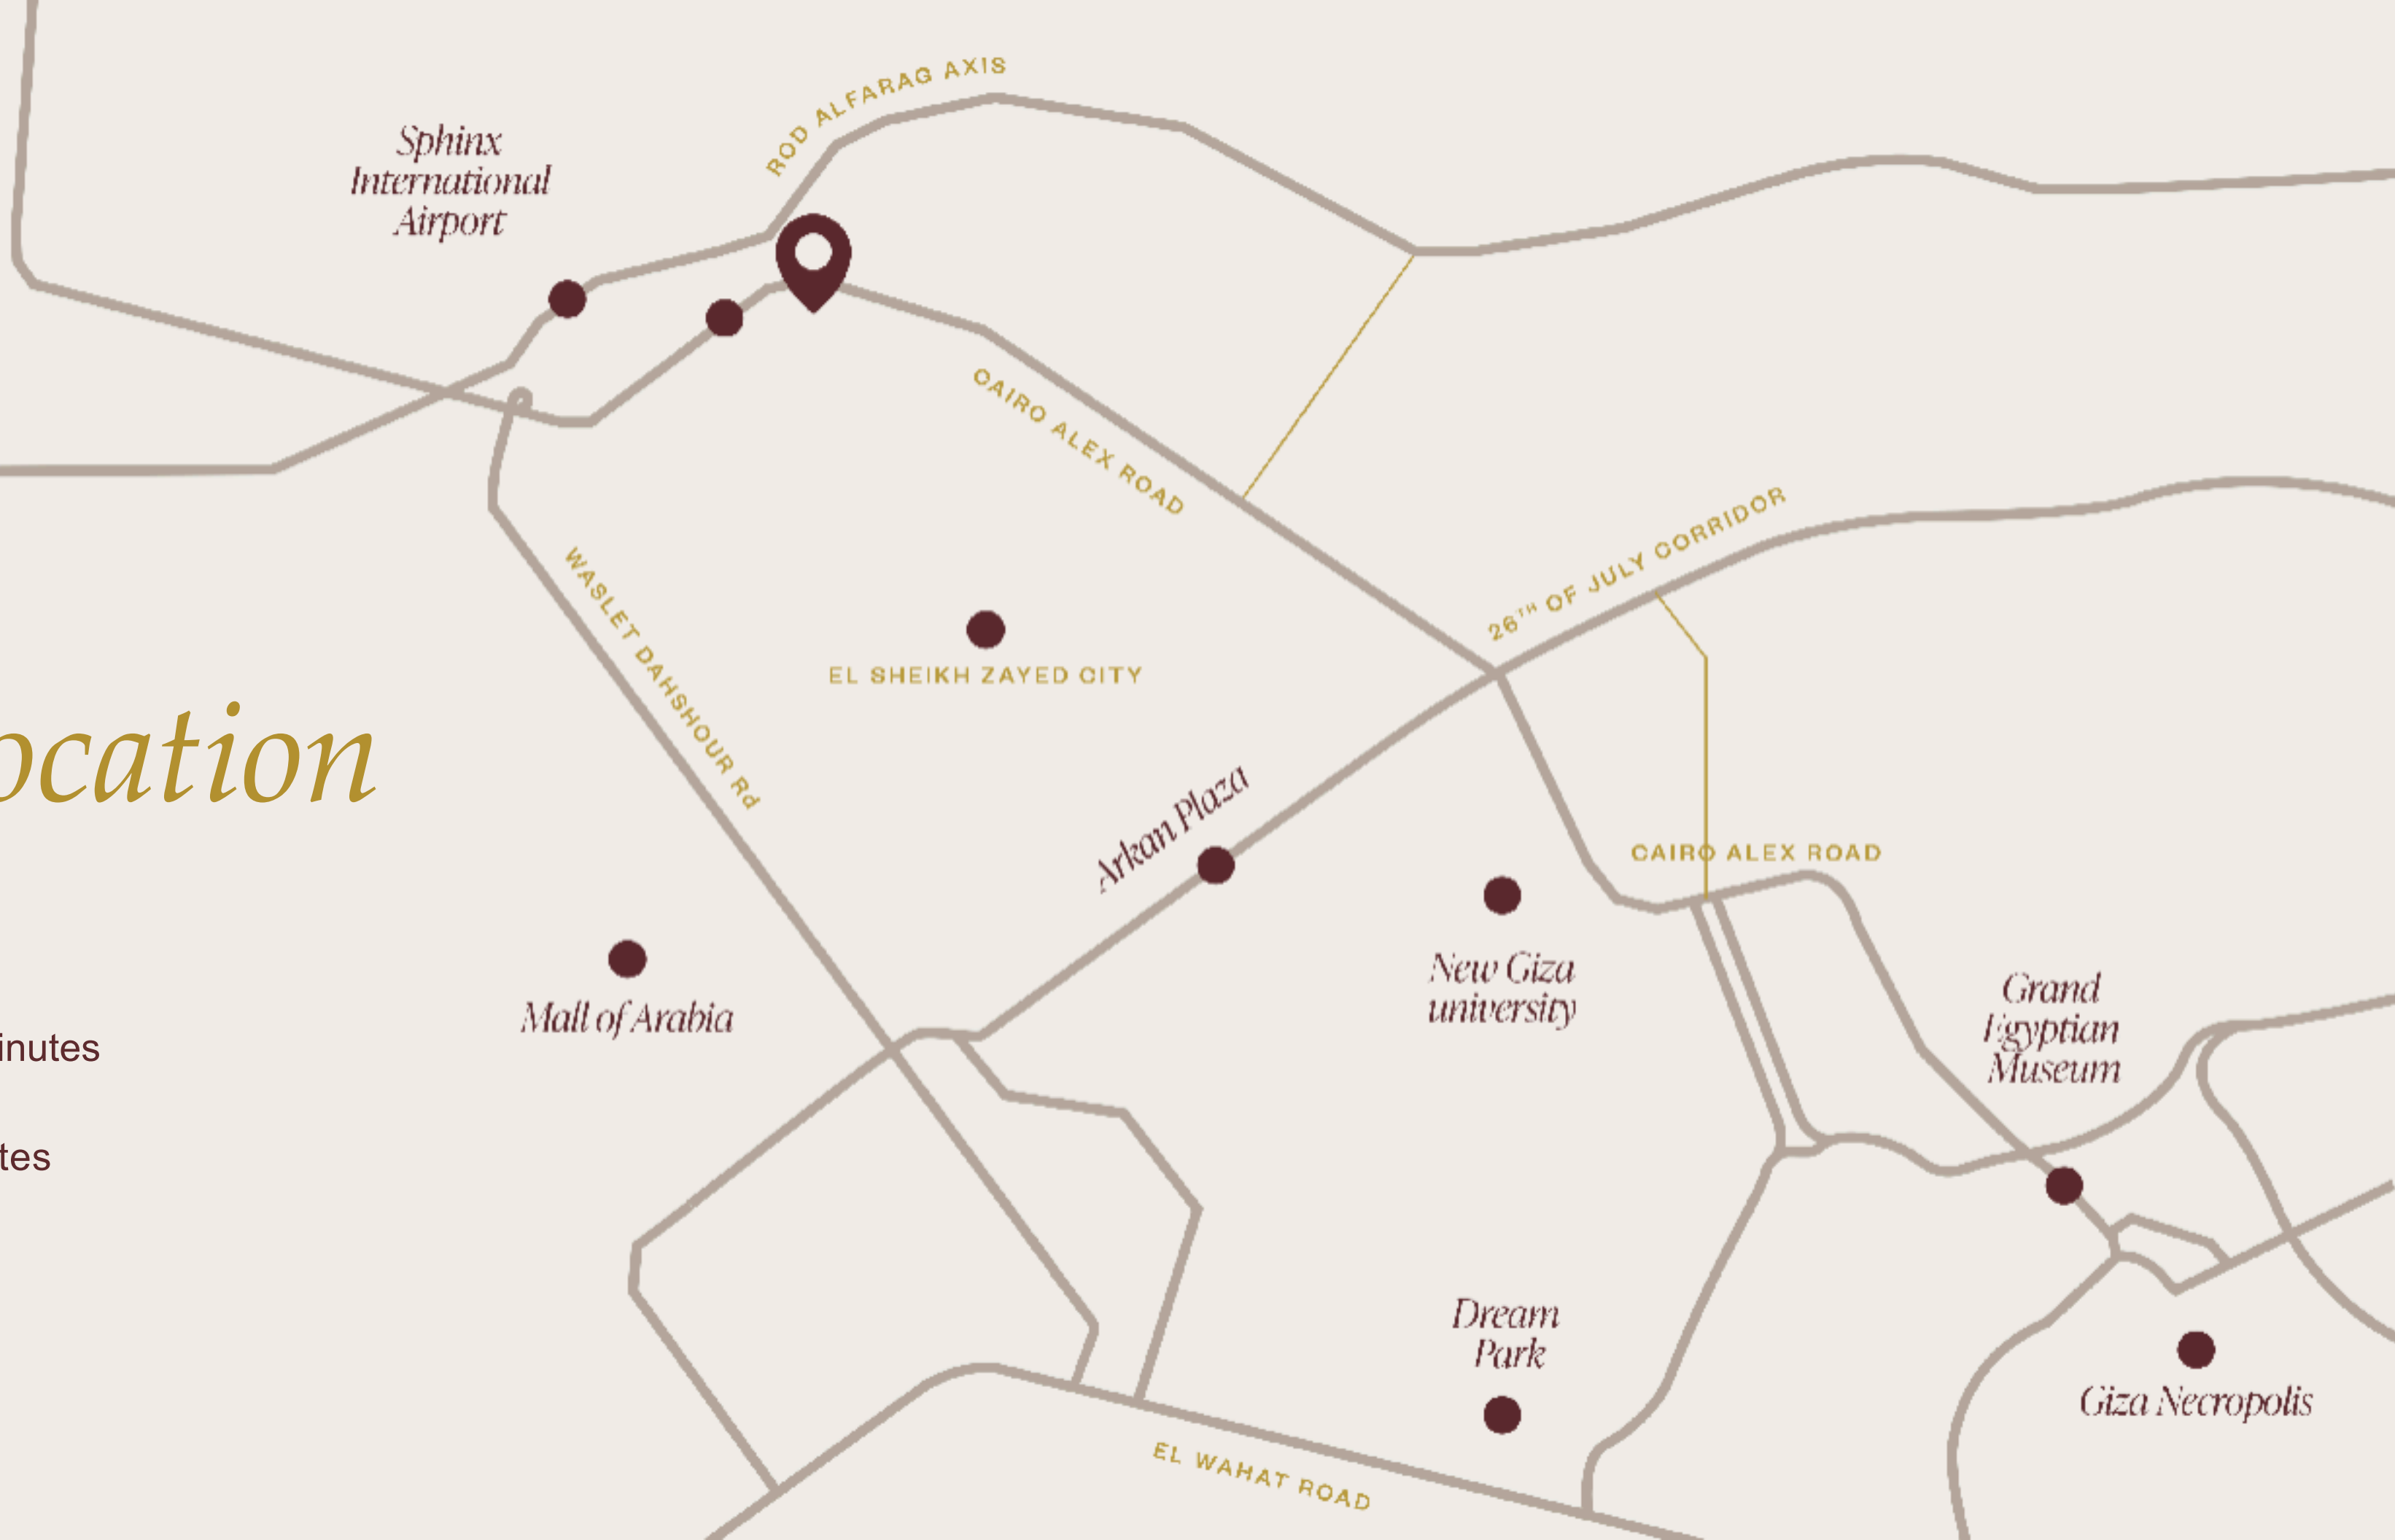 ROD ALFARAG AXIS
Sphinx
International
Airport
CAIRO ALEX ROAD
26TH OF JULY CORRIDOR
WASLET DAHSHOUR Rd
EL SHEIKH ZAYED CITY
ocation
Arkan Plaza
CAIRO ALEX ROAD
New Giza
university
Mall of Arabia
Grand
Egyptian
Museum
inutes
tes
Dream
Park
Giza Necropolis
EL WAHAT ROAD